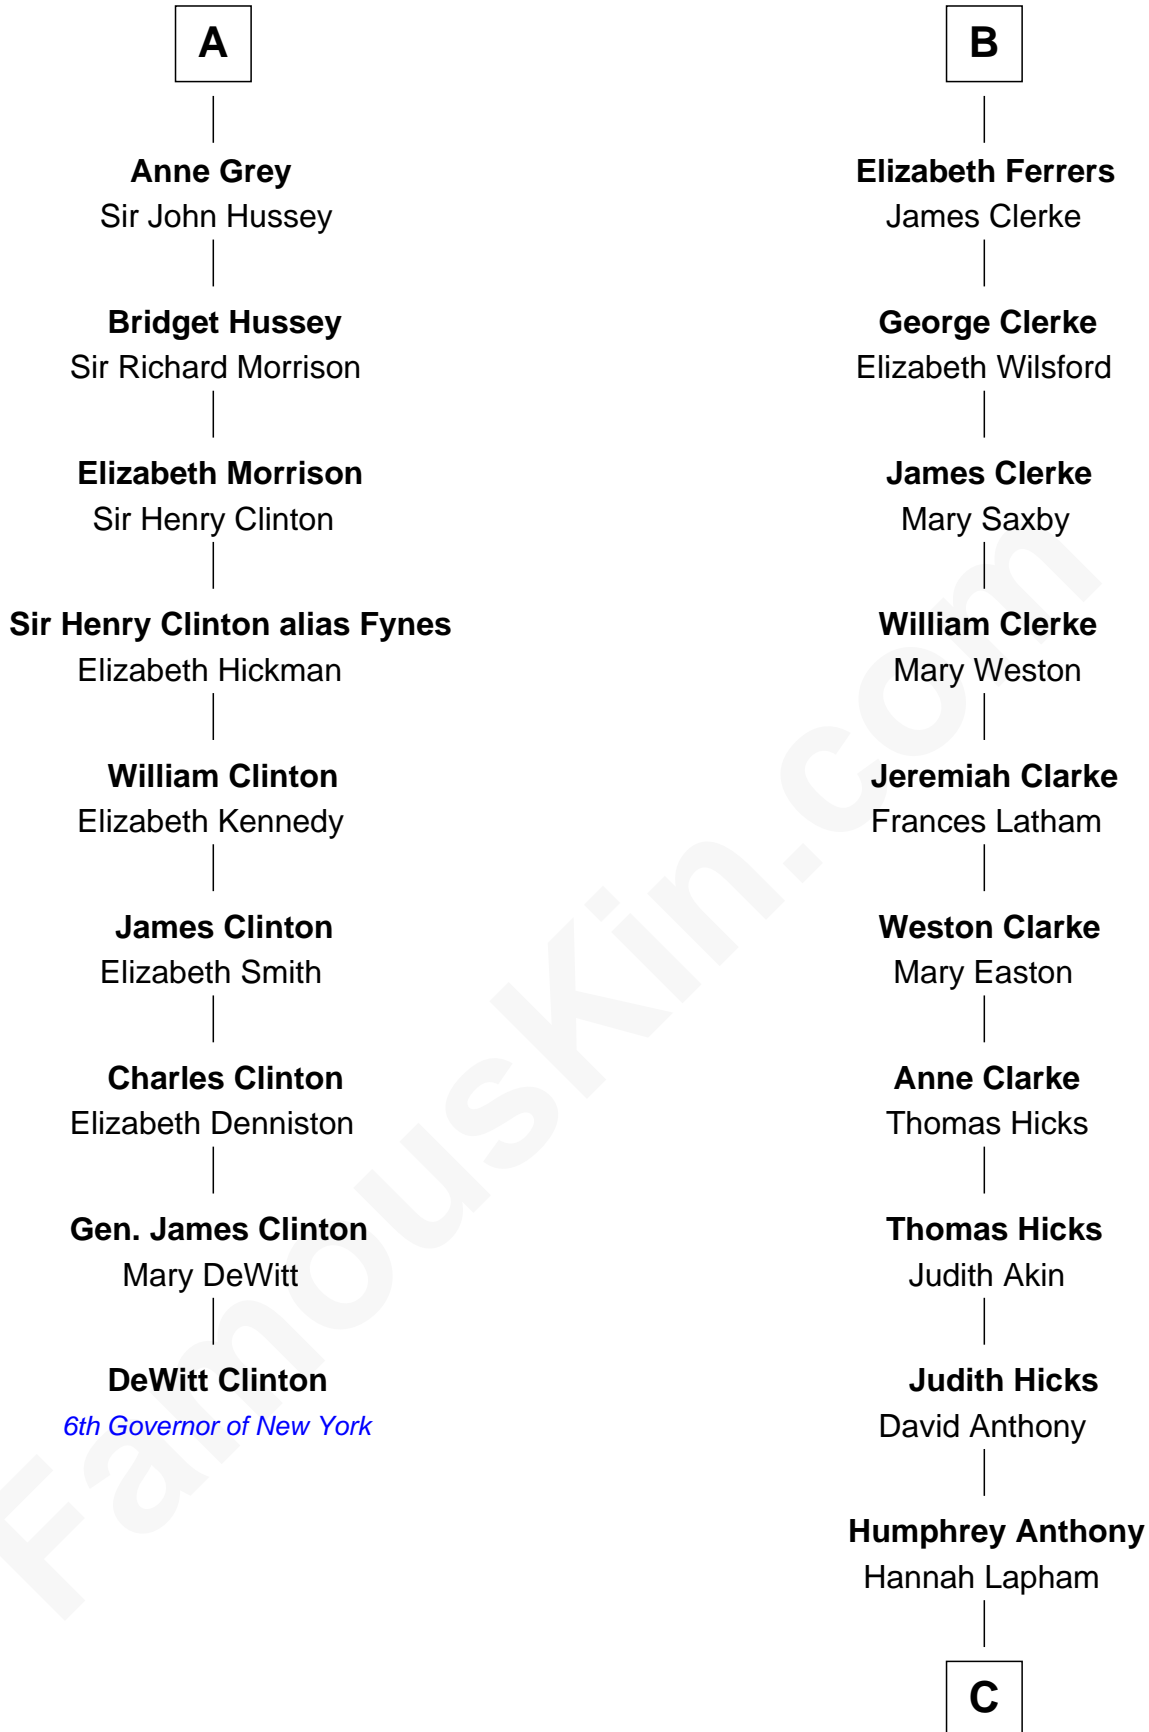 A
Anne Grey
Sir John Hussey
Bridget Hussey
Sir Richard Morrison
Elizabeth Morrison
Sir Henry Clinton
Sir Henry Clinton alias Fynes
Elizabeth Hickman
William Clinton
Elizabeth Kennedy
James Clinton
Elizabeth Smith
Charles Clinton
Elizabeth Denniston
Gen. James Clinton
Mary DeWitt
DeWitt Clinton
6th Governor of New York
B
Elizabeth Ferrers
James Clerke
George Clerke
Elizabeth Wilsford
James Clerke
Mary Saxby
William Clerke
Mary Weston
Jeremiah Clarke
Frances Latham
Weston Clarke
Mary Easton
Anne Clarke
Thomas Hicks
Thomas Hicks
Judith Akin
Judith Hicks
David Anthony
Humphrey Anthony
Hannah Lapham
C
FamousKin.com